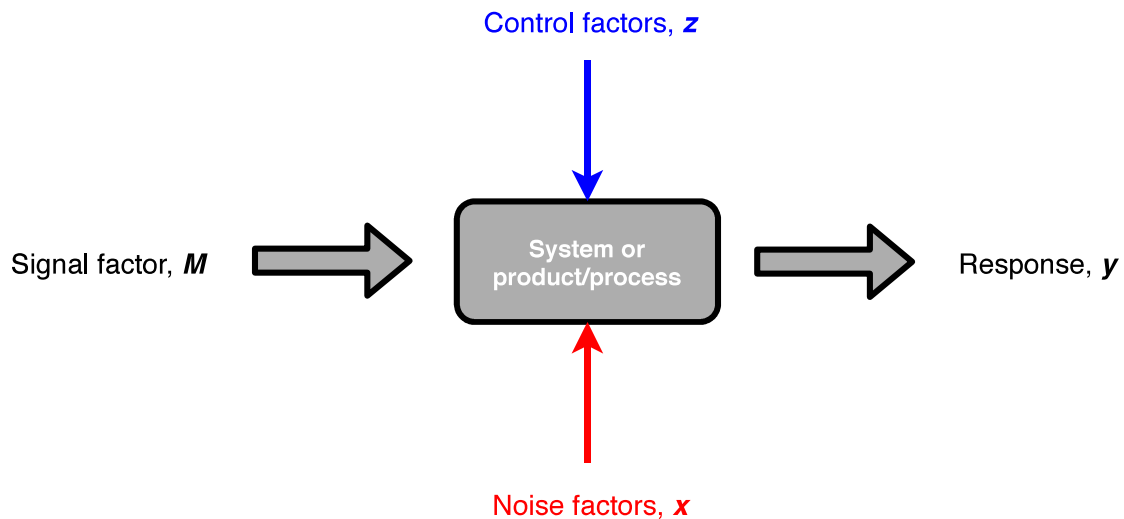 Control factors, z
Signal factor, M
System or
product/process
Response, y
Noise factors, x